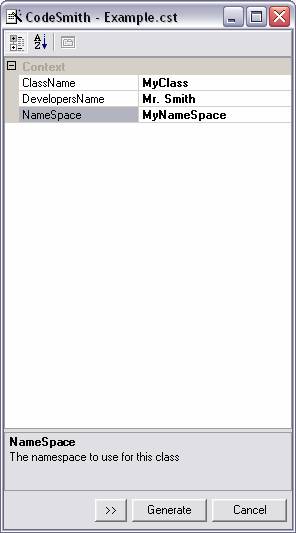 CodeSmith - Example.cst
Context
ClassName MyClass
DevelopersName Mr. Smith
NameSpace MyNameSpace
NameSpace
The namespace to use for this class
>> Generate Cancel